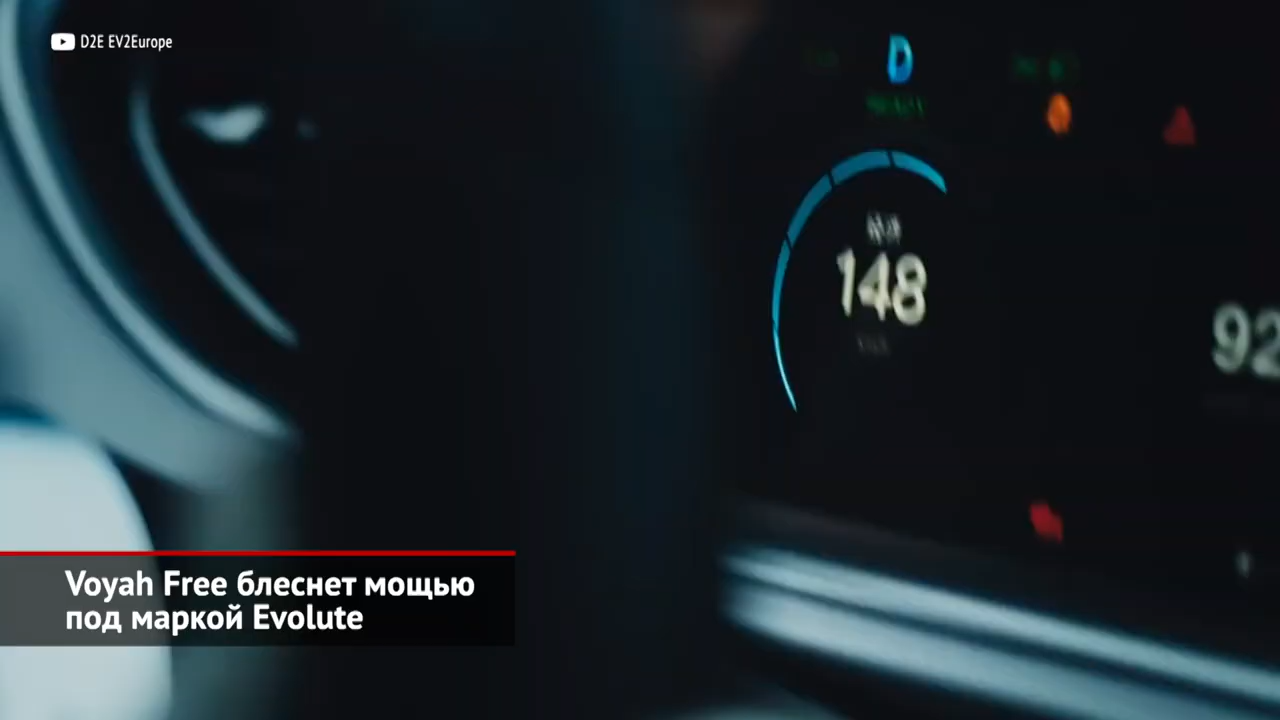 D2E EV2Europe
D
148
92
Voyah Free блеснет мощью
под маркой Evolute